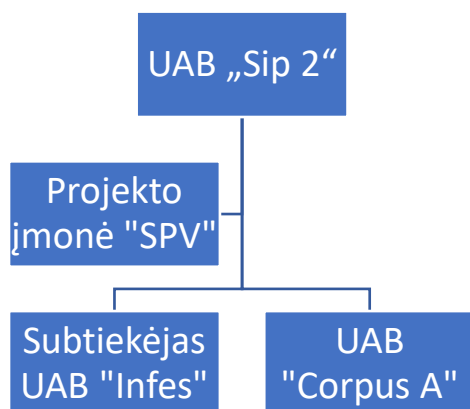 UAB „Sip 2“
Projekto
įmonė "SPV"
Subtiekėjas
UAB "Infes"
UAB
"Corpus A"